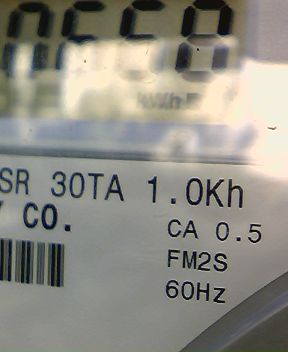 kWh
SR 30TA 1.0Kh
Y CO.
CA 0.5
FM2S
60Hz